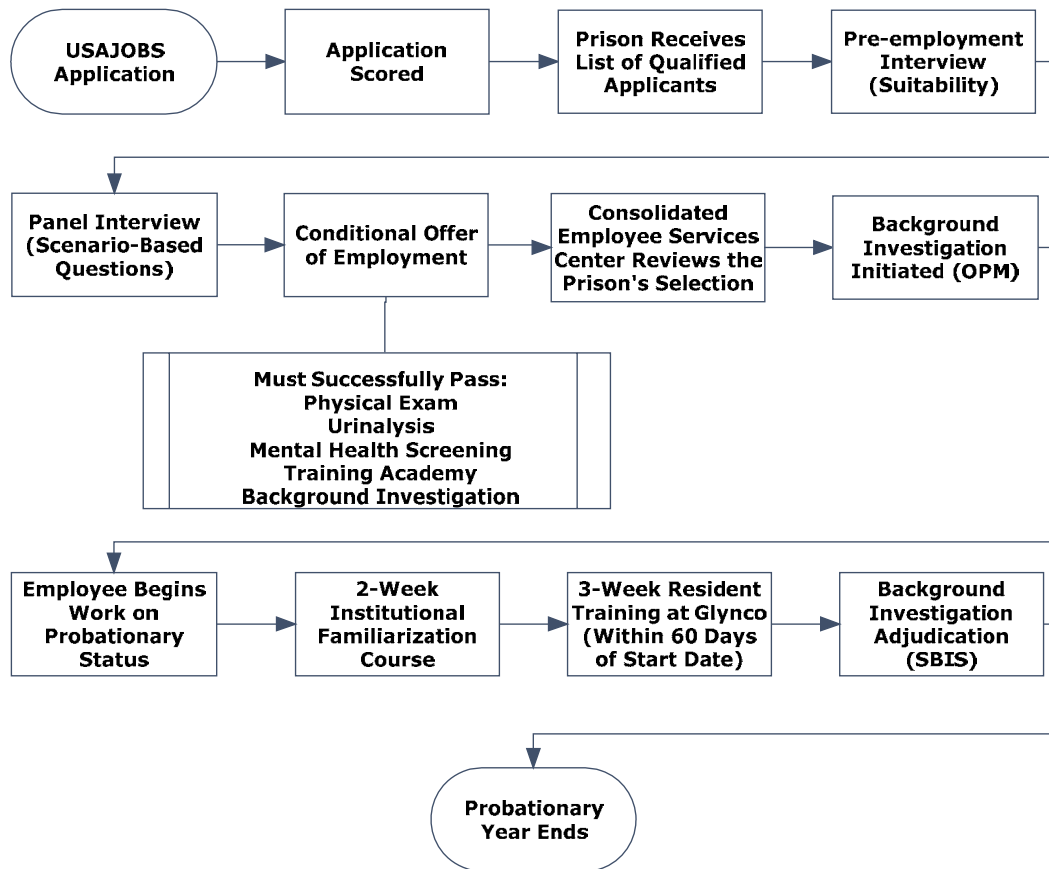 USAJOBS
Application
Application
Scored
Prison Receives
List of Qualified
Applicants
Pre-employment
Interview
(Suitability)
Panel Interview
(Scenario-Based
Questions)
Conditional Offer
of Employment
Consolidated
Employee Services
Center Reviews the
Prison's Selection
Background
Investigation
Initiated (OPM)
Must Successfully Pass:
Physical Exam
Urinalysis
Mental Health Screening
Training Academy
Background Investigation
Employee Begins
Work on
Probationary
Status
2-Week
Institutional
Familiarization
Course
3-Week Resident
Training at Glynco
(Within 60 Days
of Start Date)
Background
Investigation
Adjudication
(SBIS)
Probationary
Year Ends